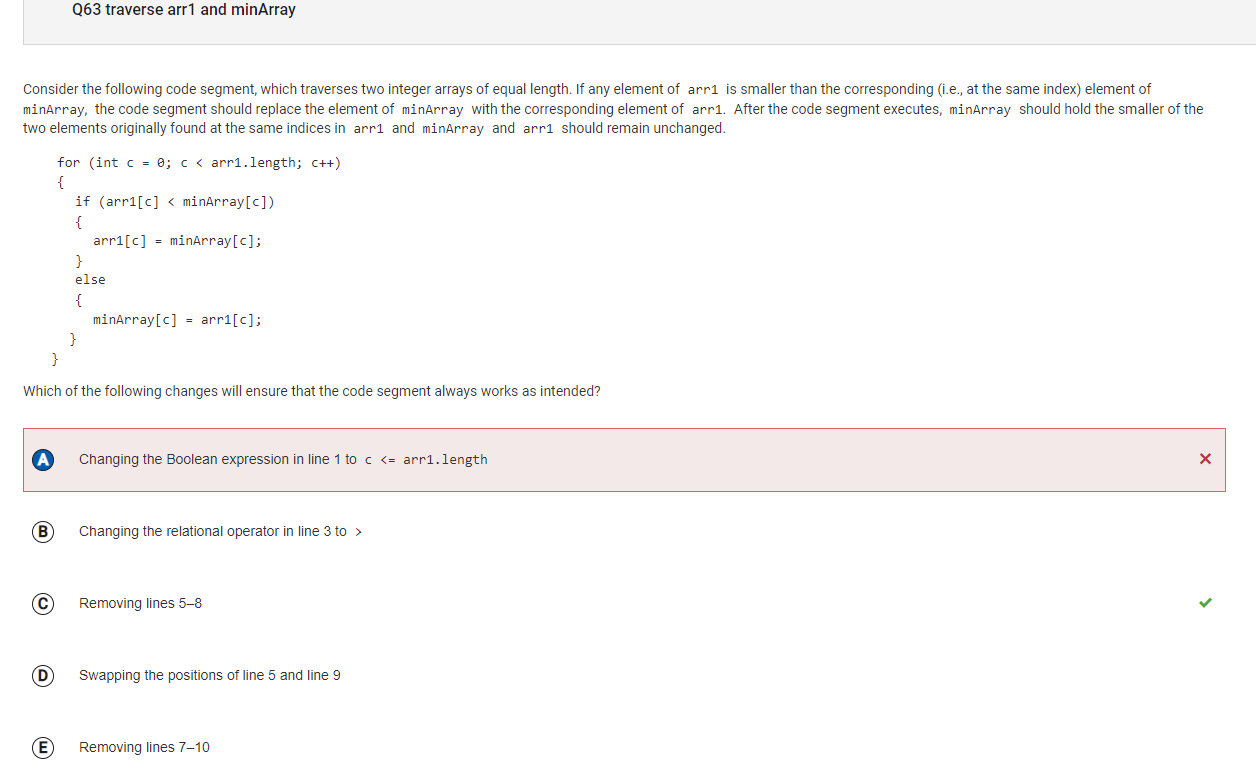 Q63 traverse arr1 and minArray
Consider the following code segment, which traverses two integer arrays of equal length. If any element of arr1 is smaller than the corresponding (i.e., at the same index) element of
minArray, the code segment should replace the element of minArray with the corresponding element of arr1. After the code segment executes, minArray should hold the smaller of the
two elements originally found at the same indices in arr1 and minArray and arr1 should remain unchanged.
for (int c = 0; c < arr1.length; c++)
{
if (arr1[c] < minArray[c])
{
arr1[c] = minArray[c];
}
else
{
minArray[c] = arr1[c];
}
}
Which of the following changes will ensure that the code segment always works as intended?
A Changing the Boolean expression in line 1 to c <= arr1.length
B Changing the relational operator in line 3 to >
C Removing lines 5–8
D Swapping the positions of line 5 and line 9
E Removing lines 7–10